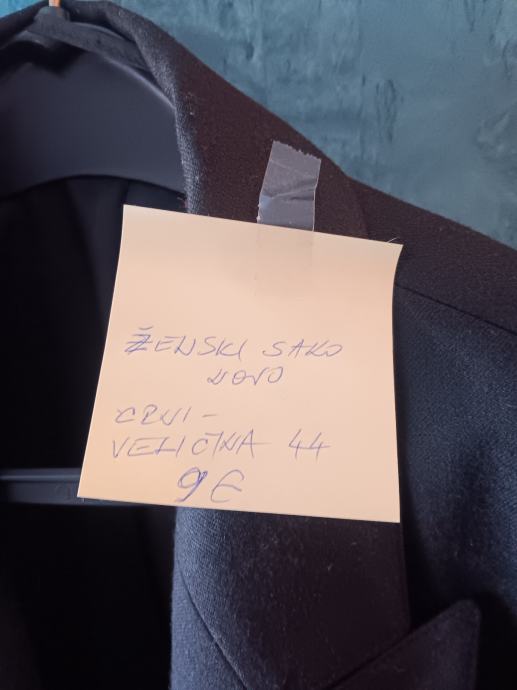 ŽENSKI SAKO
NOVO
CRNI -
VELIČINA 44
9€